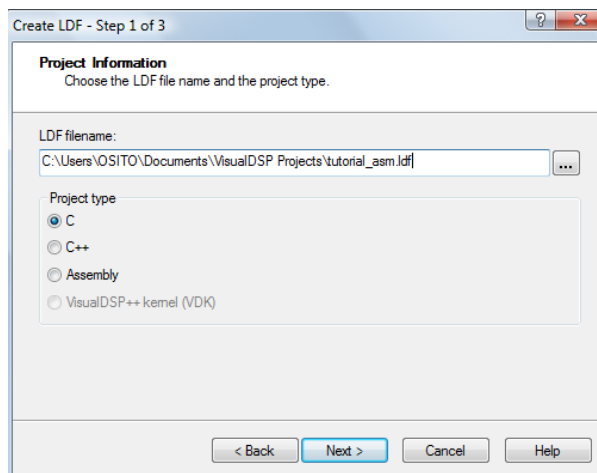 Create LDF - Step 1 of 3
Project Information
Choose the LDF file name and the project type.
LDF filename:
C:\Users\OSITO\Documents\VisualDSP Projects\tutorial_asm.ldf
...
Project type
C
C++
Assembly
VisualDSP++ kernel (VDK)
< Back Next > Cancel Help